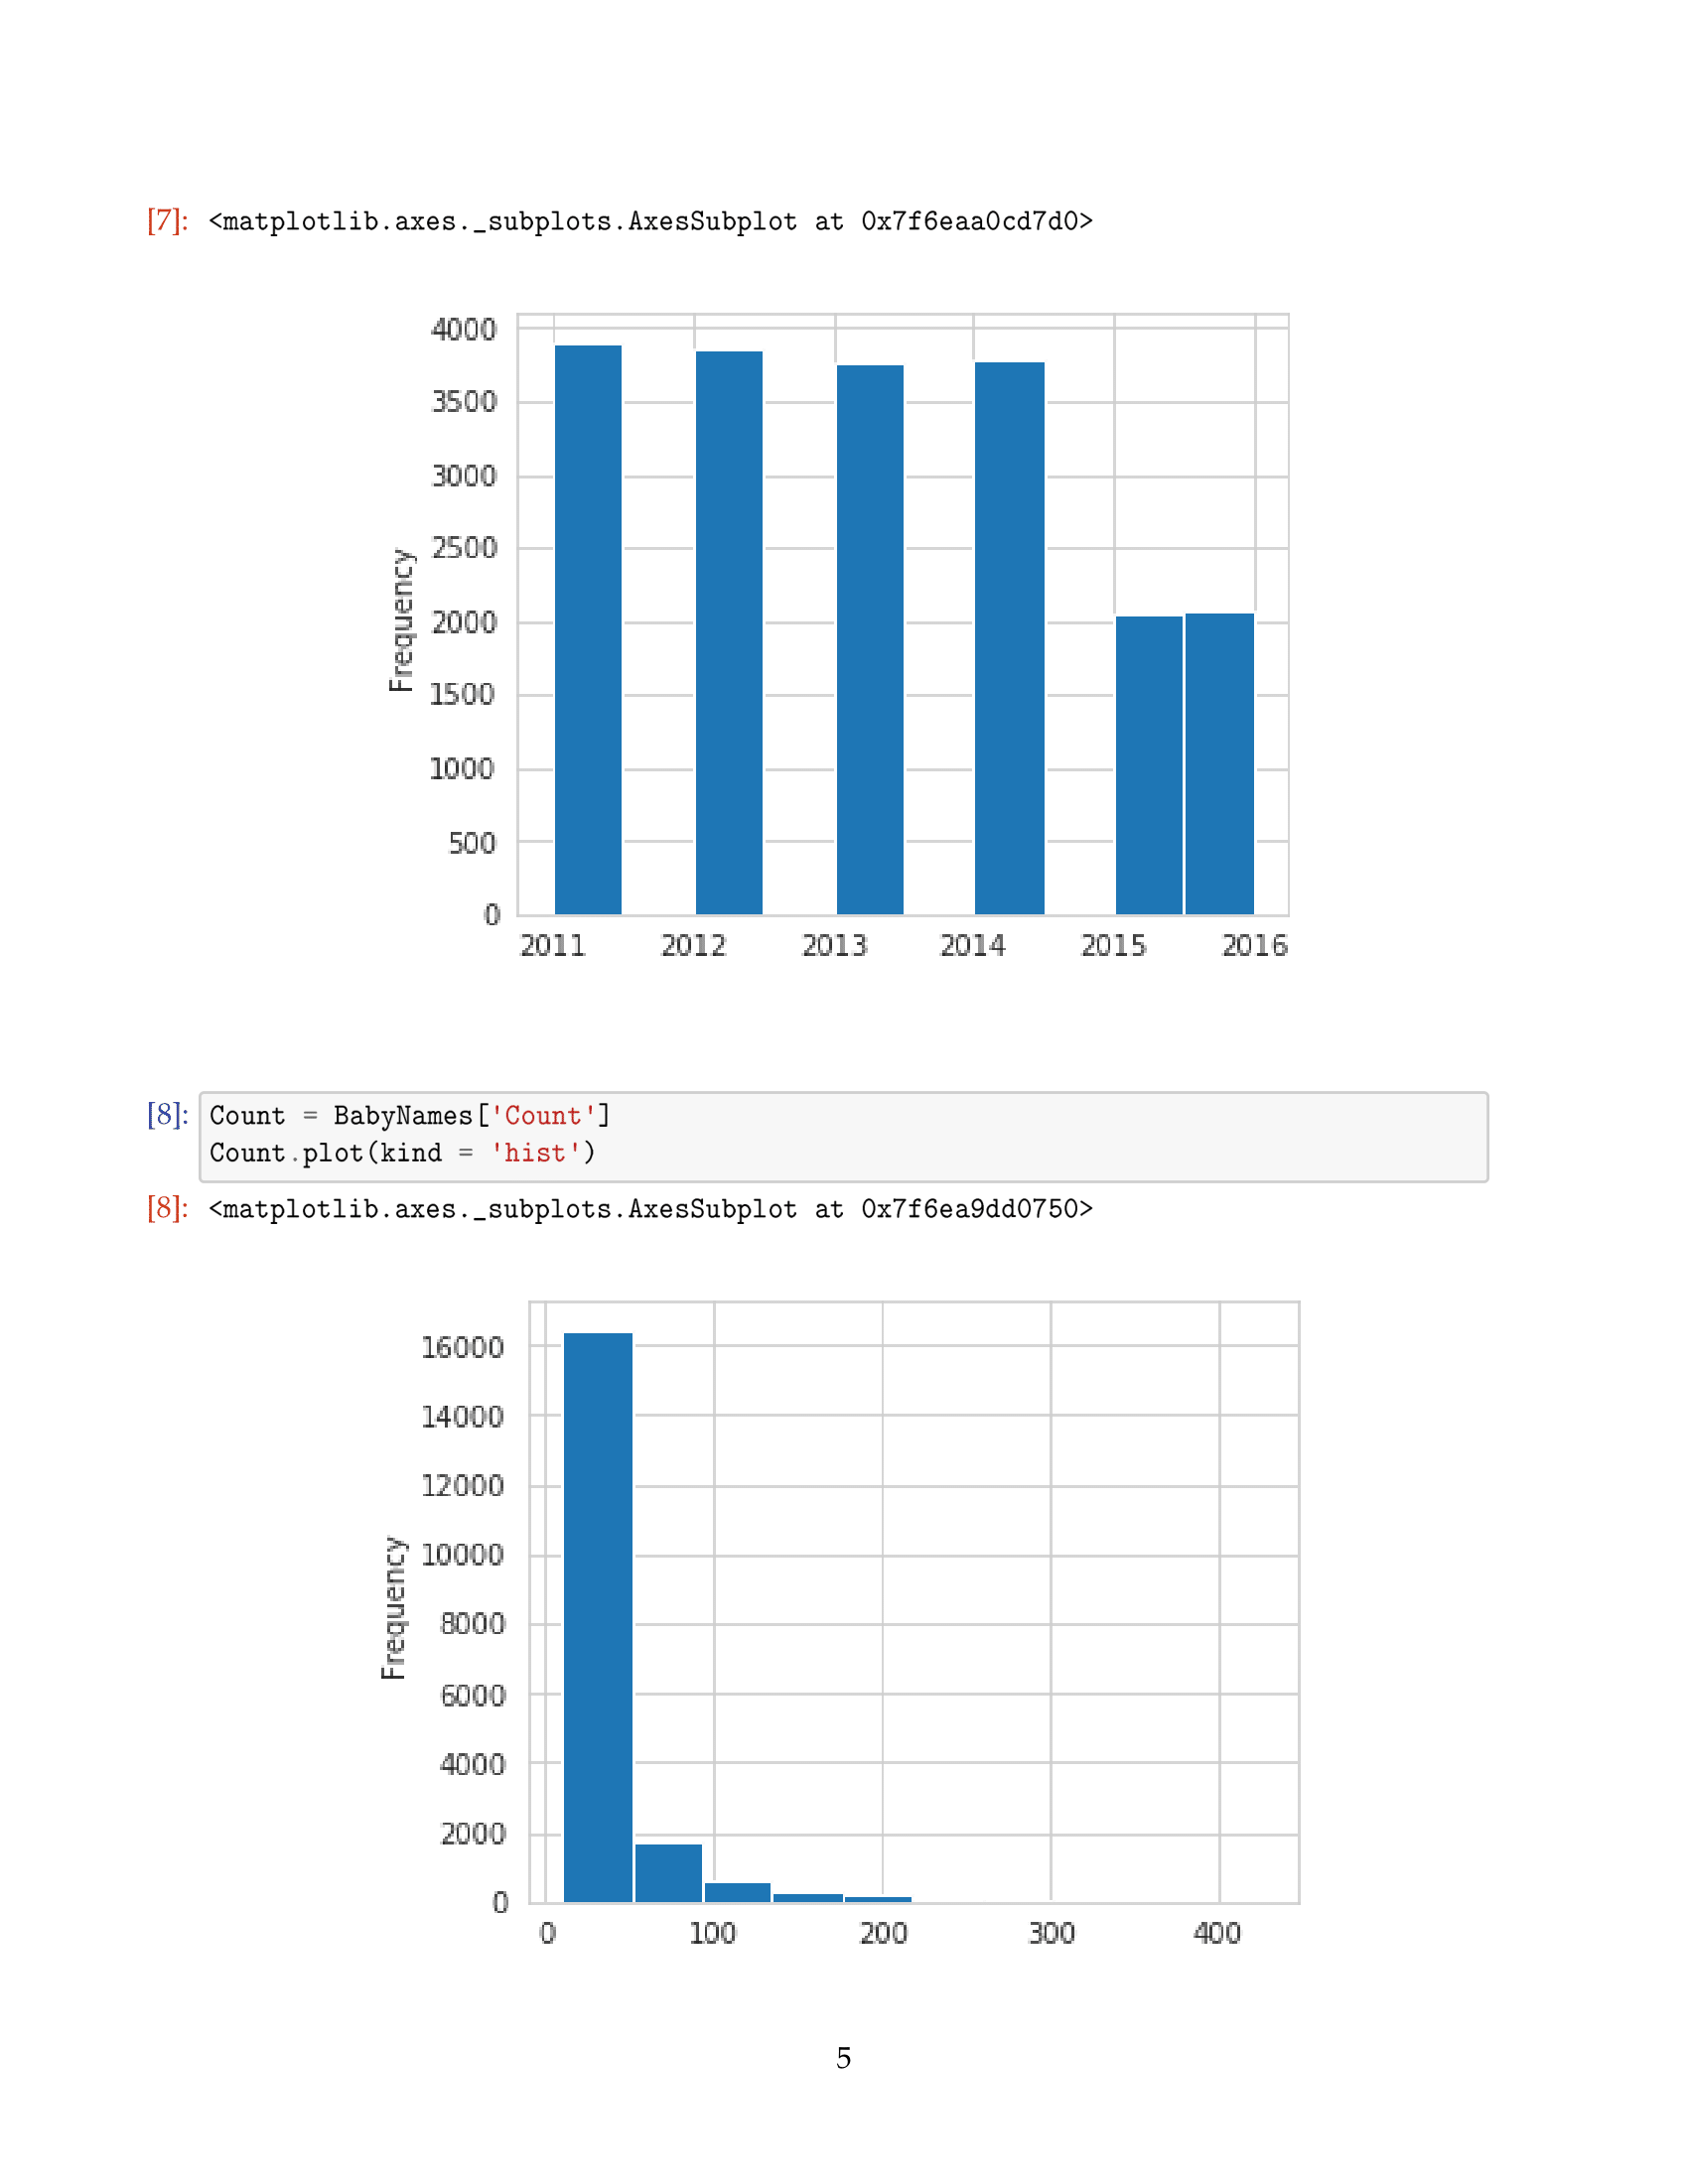 [7]: <matplotlib.axes._subplots.AxesSubplot at 0x7f6eaa0cd7d0>
4000
3500
3000
2500
2000
1500
1000
500
0
Frequency
2011 2012 2013 2014 2015 2016
[8]: Count = BabyNames['Count']
Count.plot(kind = 'hist')
[8]: <matplotlib.axes._subplots.AxesSubplot at 0x7f6ea9dd0750>
16000
14000
12000
10000
8000
6000
4000
2000
0
Frequency
0 100 200 300 400
5